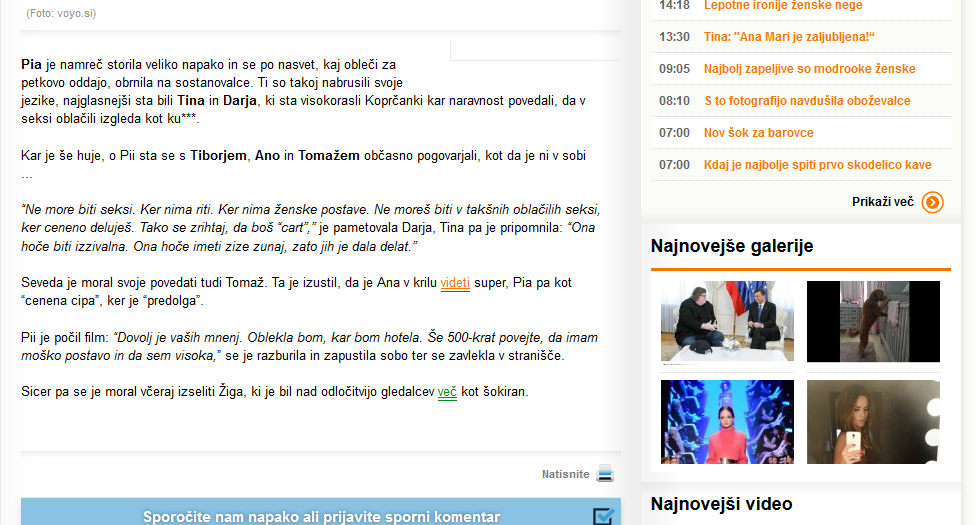 (Foto: voyo.si)
Pia je namreč storila veliko napako in se po nasvet, kaj obleči za
petkovo oddajo, obrnila na sostanovalce. Ti so takoj nabrusili svoje
jezike, najglasnejši sta bili Tina in Darja, ki sta visokorasli Koprčanki kar naravnost povedali, da v
seksi oblačili izgleda kot ku***.
Kar je še huje, o Pii sta se s Tiborjem, Ano in Tomažem občasno pogovarjali, kot da je ni v sobi
...
“Ne more biti seksi. Ker nima riti. Ker nima ženske postave. Ne moreš biti v takšnih oblačilih seksi,
ker ceneno deluješ. Tako se zrihtaj, da boš “cart”,” je pametovala Darja, Tina pa je pripomnila: “Ona
hoče biti izzivalna. Ona hoče imeti zize zunaj, zato jih je dala delat.”
Seveda je moral svoje povedati tudi Tomaž. Ta je izustil, da je Ana v krilu videti super, Pia pa kot
“cenena cipa”, ker je “predolga”.
Pii je počil film: “Dovolj je vaših mnenj. Oblekla bom, kar bom hotela. Še 500-krat povejte, da imam
moško postavo in da sem visoka,” se je razburila in zapustila sobo ter se zavlekla v stranišče.
Sicer pa se je moral včeraj izseliti Žiga, ki je bil nad odločitvijo gledalcev več kot šokiran.
Natisnite
Sporočite nam napako ali prijavite sporni komentar
14:18 Lepotne ironije ženske nege
13:30 Tina: "Ana Mari je zaljubljena!“
09:05 Najbolj zapeljive so modrooke ženske
08:10 S to fotografijo navdušila oboževalce
07:00 Nov šok za barovce
07:00 Kdaj je najbolje spiti prvo skodelico kave
Prikaži več
Najnovejše galerije
Najnovejši video